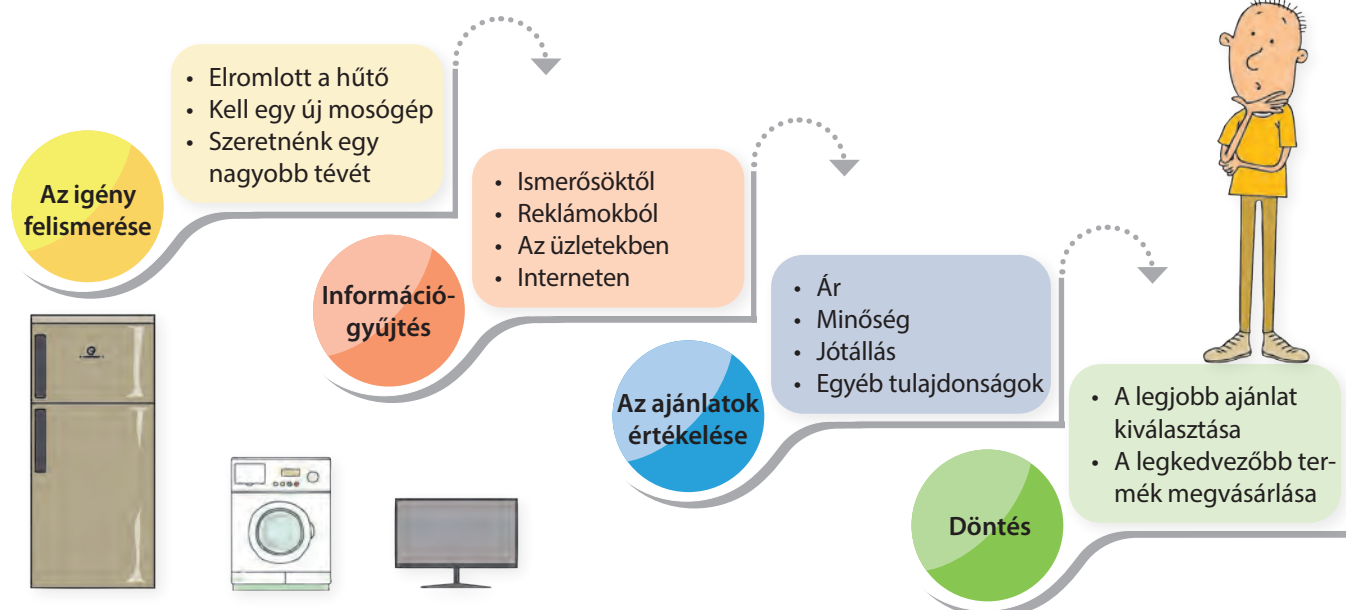 Az igény
felismerése
• Elromlott a hűtő
• Kell egy új mosógép
• Szeretnénk egy
nagyobb tévét
Információ-
gyűjtés
• Ismerősöktől
• Reklámokból
• Az üzletekben
• Interneten
Az ajánlatok
értékelése
• Ár
• Minőség
• Jótállás
• Egyéb tulajdonságok
Döntés
• A legjobb ajánlat
kiválasztása
• A legkedvezőbb ter-
mék megvásárlása